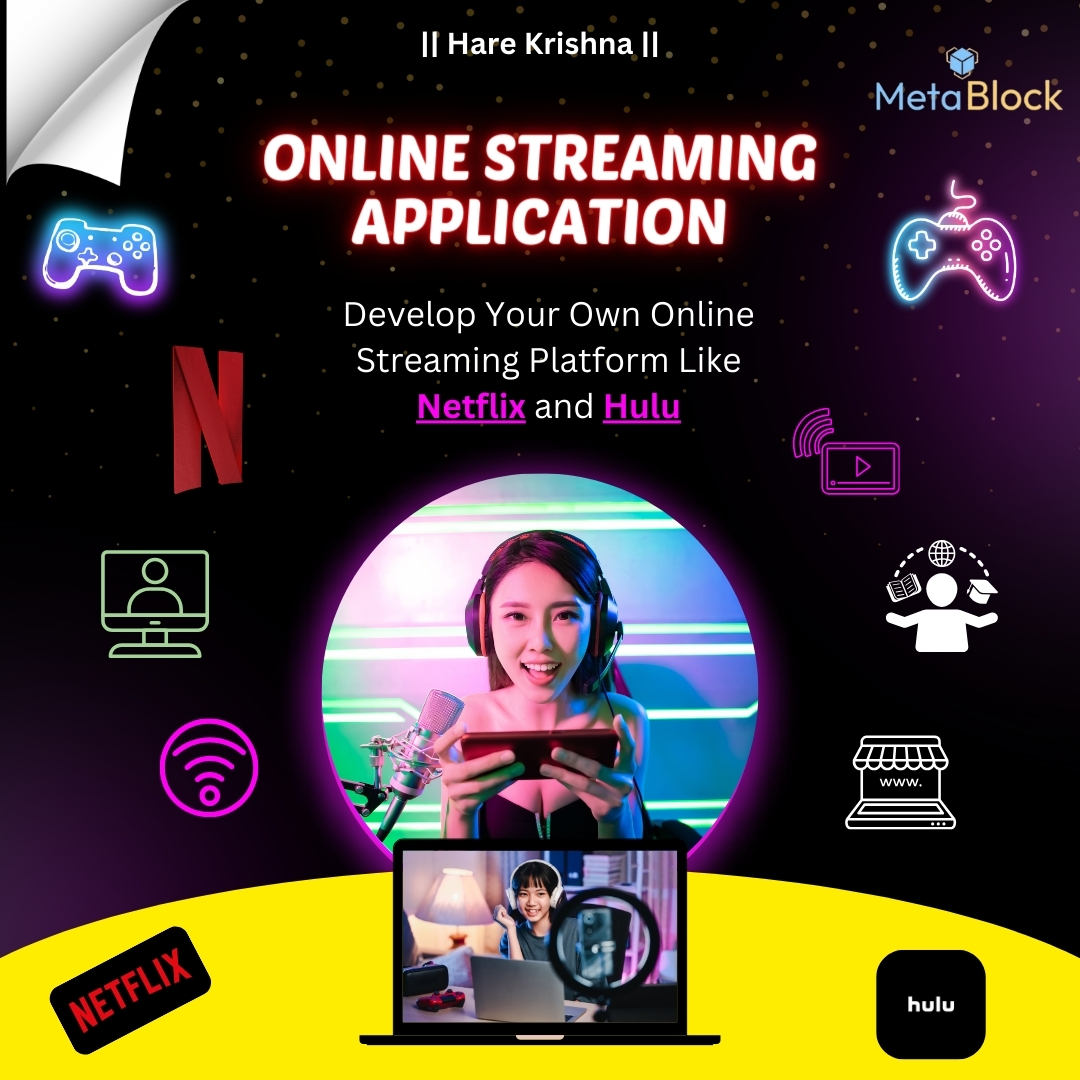 || Hare Krishna ||
MetaBlock
ONLINE STREAMING
APPLICATION
Develop Your Own Online
Streaming Platform Like
Netflix and Hulu
N
www.
NETFLIX
hulu